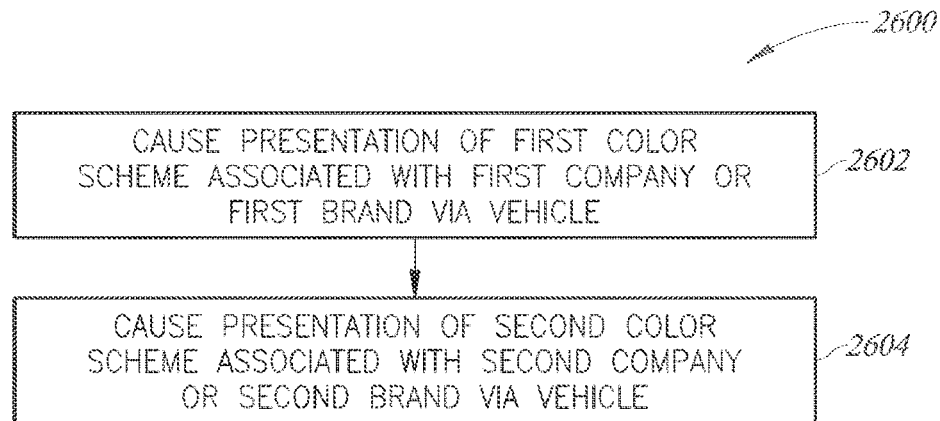 2600
CAUSE PRESENTATION OF FIRST COLOR
SCHEME ASSOCIATED WITH FIRST COMPANY OR
FIRST BRAND VIA VEHICLE
2602
CAUSE PRESENTATION OF SECOND COLOR
SCHEME ASSOCIATED WITH SECOND COMPANY
OR SECOND BRAND VIA VEHICLE
2604